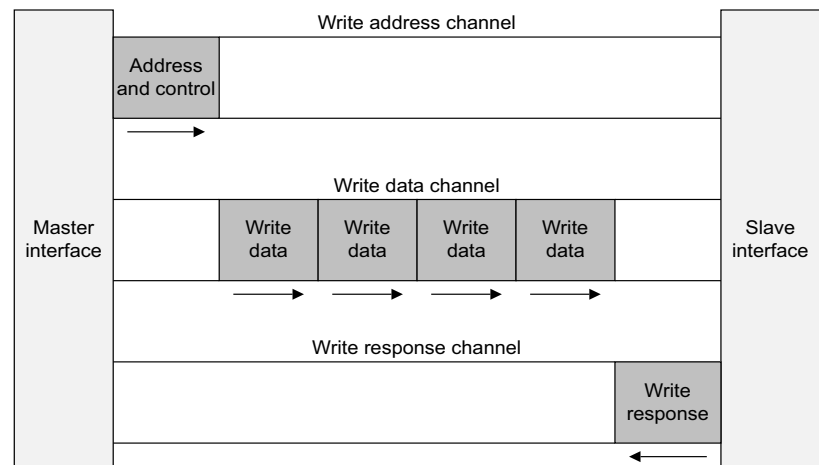 Write address channel
Address
and control
Write data channel
Master
interface
Write
data
Write
data
Write
data
Write
data
Slave
interface
Write response channel
Write
response